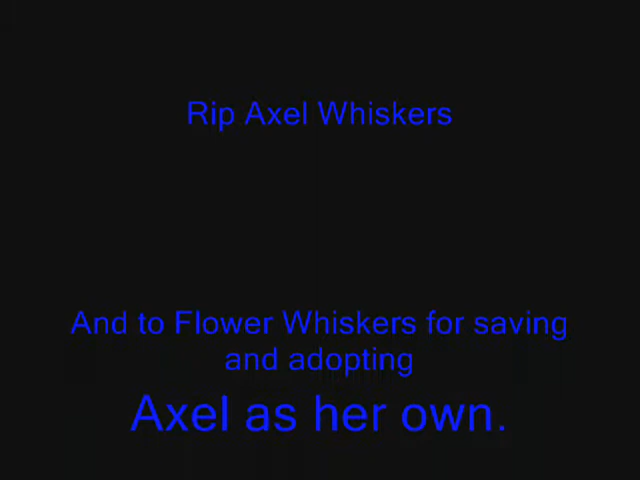 Rip Axel Whiskers
And to Flower Whiskers for saving
and adopting
Axel as her own.